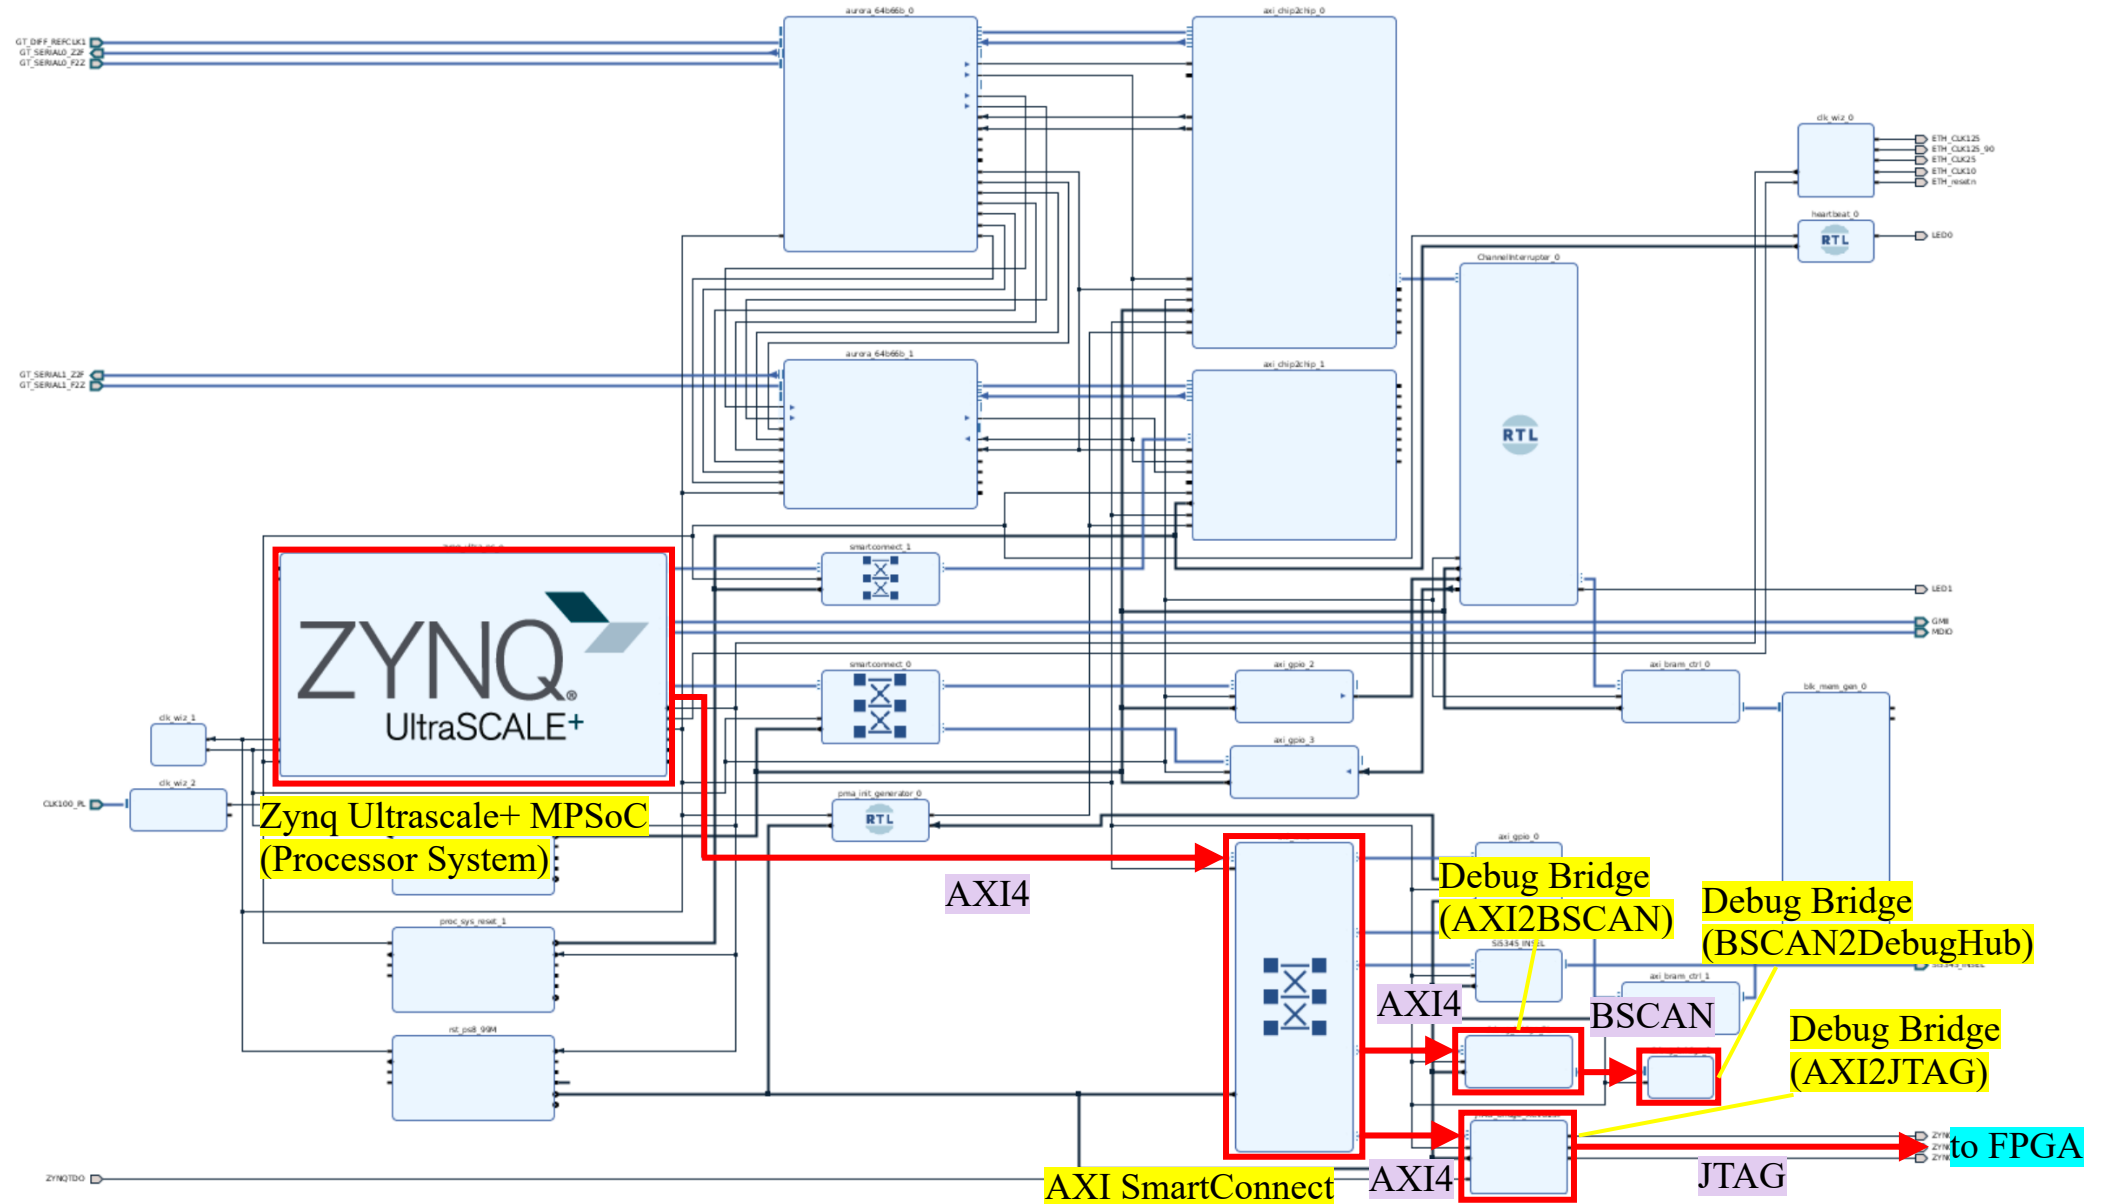 aurora_64b66b_0
axi_chip2chip_0
GT_DIFF_REFCLK1
GT_SERIAL0_Z2F
GT_SERIAL0_F2Z
clk_wiz_0
ETH_CLK125
ETH_CLK125_90
ETH_CLK25
ETH_CLK10
ETH_resetn
heartbeat_0
RTL
LED0
ChannelInterrupter_0
RTL
aurora_64b66b_1
axi_chip2chip_1
GT_SERIAL1_Z2F
GT_SERIAL1_F2Z
smartconnect_1
ZYNQ®
UltraSCALE+
LED1
GMII
MDIO
smartconnect_0
axi_gpio_2
axi_bram_ctrl_0
blk_mem_gen_0
clk_wiz_1
axi_gpio_3
clk_wiz_2
CLK100_PL
pma_init_generator_0
RTL
Zynq Ultrascale+ MPSoC
(Processor System)
axi_gpio_0
AXI4
Debug Bridge
(AXI2BSCAN)
Debug Bridge
(BSCAN2DebugHub)
proc_sys_reset_1
SI5345_INSEL
SI5345_INSEL
axi_bram_ctrl_1
AXI4
BSCAN
rst_ps8_99M
Debug Bridge
(AXI2JTAG)
to FPGA
ZYNQTDO
AXI SmartConnect
AXI4
JTAG